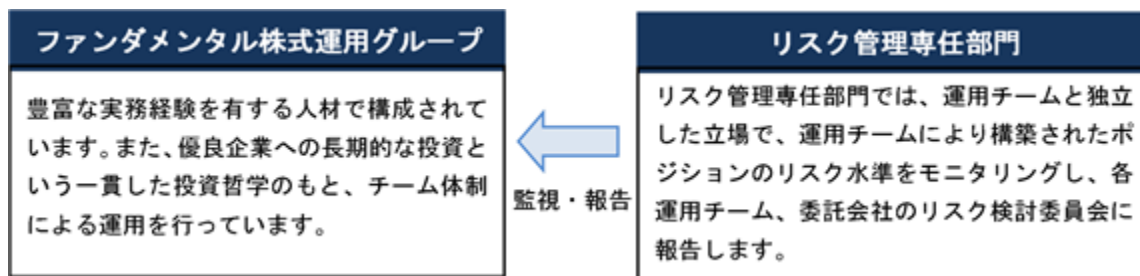 ファンダメンタル株式運用グループ
豊富な実務経験を有する人材で構成されて
います。また、優良企業への長期的な投資と
いう一貫した投資哲学のもと、チーム体制
による運用を行っています。
監視・報告
リスク管理専任部門
リスク管理専任部門では、運用チームと独立
した立場で、運用チームにより構築されたポ
ジションのリスク水準をモニタリングし、各
運用チーム、委託会社のリスク検討委員会に
報告します。